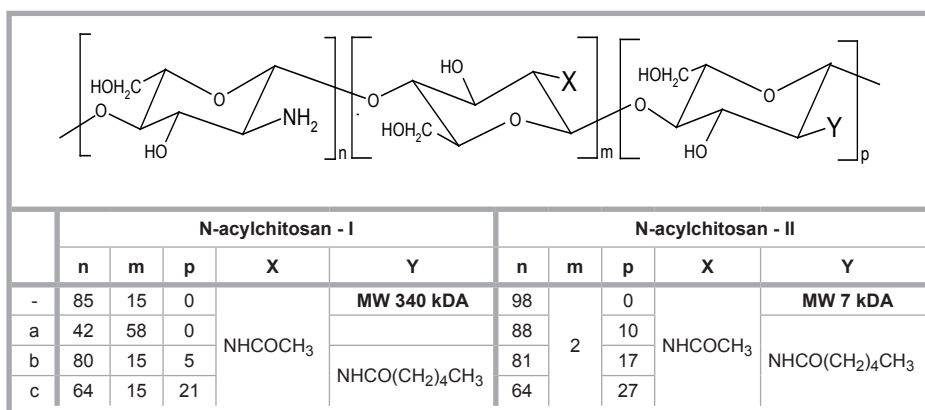 HOH2C O O HO NH2 n
HO X O HOH2C O m
HOH2C O O HO Y p
N-acylchitosan - I N-acylchitosan - II
n m p X Y n m p X Y
- 85 15 0 NHCOCH3 MW 340 kDA 98 2 0 NHCOCH3 MW 7 kDA
a 42 58 0 88 10 NHCO(CH2)4CH3
b 80 15 5 NHCO(CH2)4CH3 81 17
c 64 15 21 64 27